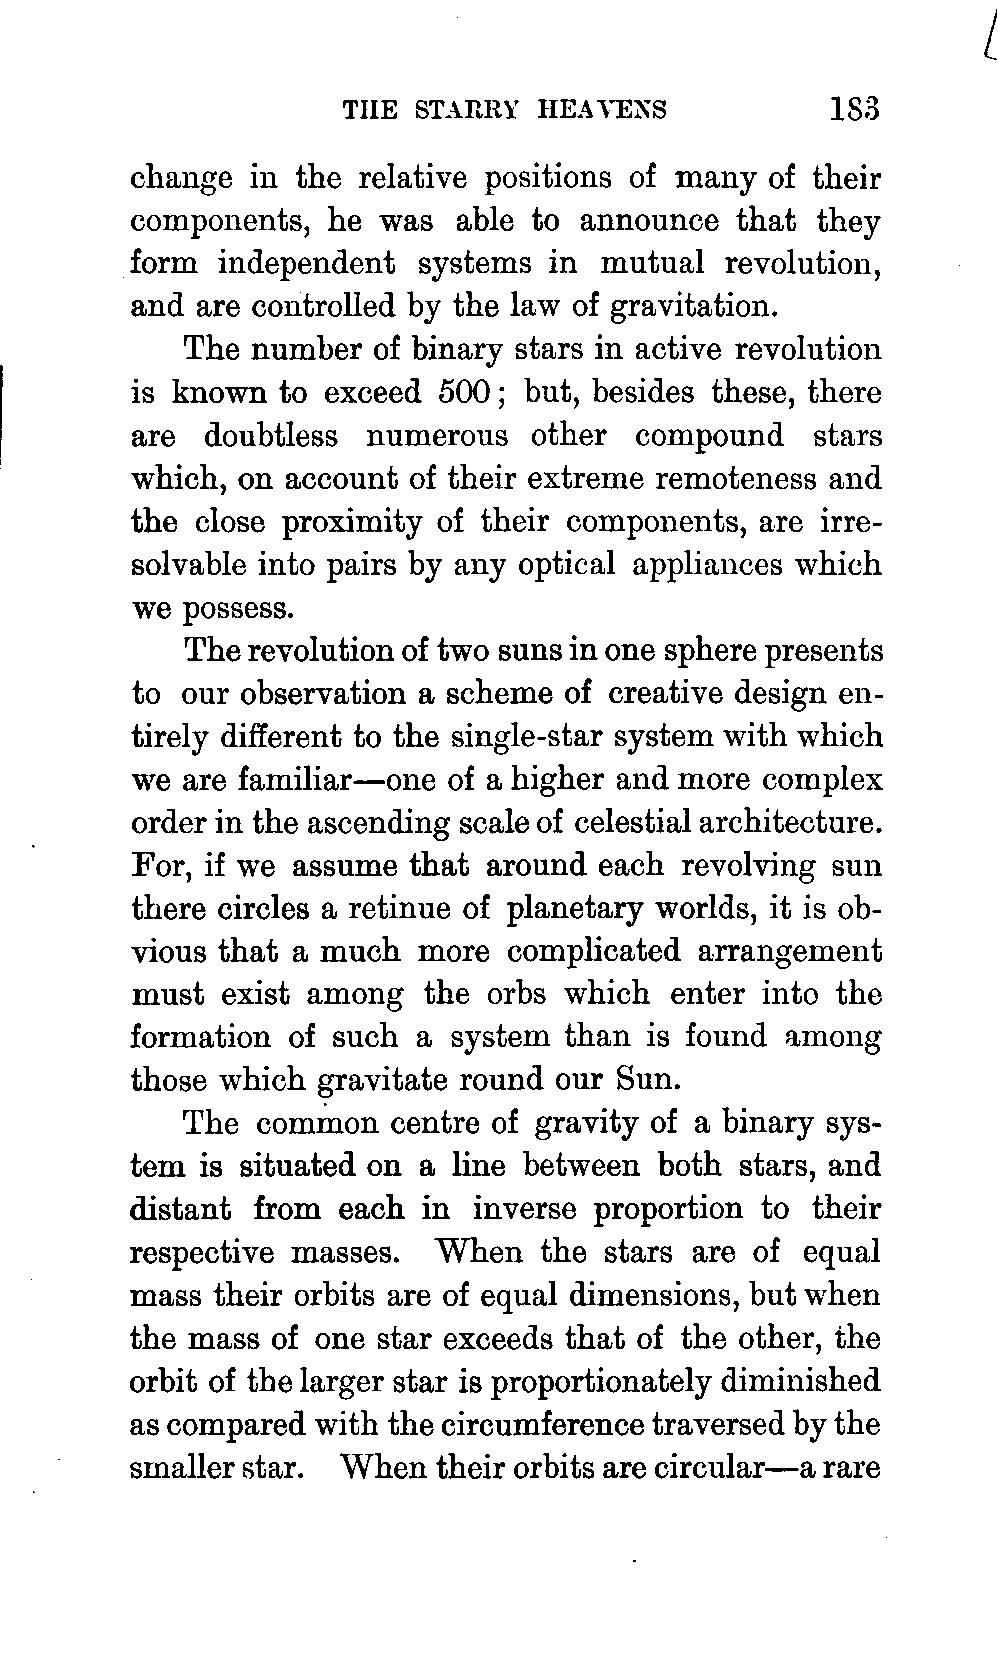 THE STARRY HEAVENS 183
change in the relative positions of many of their
components, he was able to announce that they
form independent systems in mutual revolution,
and are controlled by the law of gravitation.
The number of binary stars in active revolution
is known to exceed 500; but, besides these, there
are doubtless numerous other compound stars
which, on account of their extreme remoteness and
the close proximity of their components, are irre-
solvable into pairs by any optical appliances which
we possess.
The revolution of two suns in one sphere presents
to our observation a scheme of creative design en-
tirely different to the single-star system with which
we are familiar—one of a higher and more complex
order in the ascending scale of celestial architecture.
For, if we assume that around each revolving sun
there circles a retinue of planetary worlds, it is ob-
vious that a much more complicated arrangement
must exist among the orbs which enter into the
formation of such a system than is found among
those which gravitate round our Sun.
The common centre of gravity of a binary sys-
tem is situated on a line between both stars, and
distant from each in inverse proportion to their
respective masses. When the stars are of equal
mass their orbits are of equal dimensions, but when
the mass of one star exceeds that of the other, the
orbit of the larger star is proportionately diminished
as compared with the circumference traversed by the
smaller star. When their orbits are circular—a rare